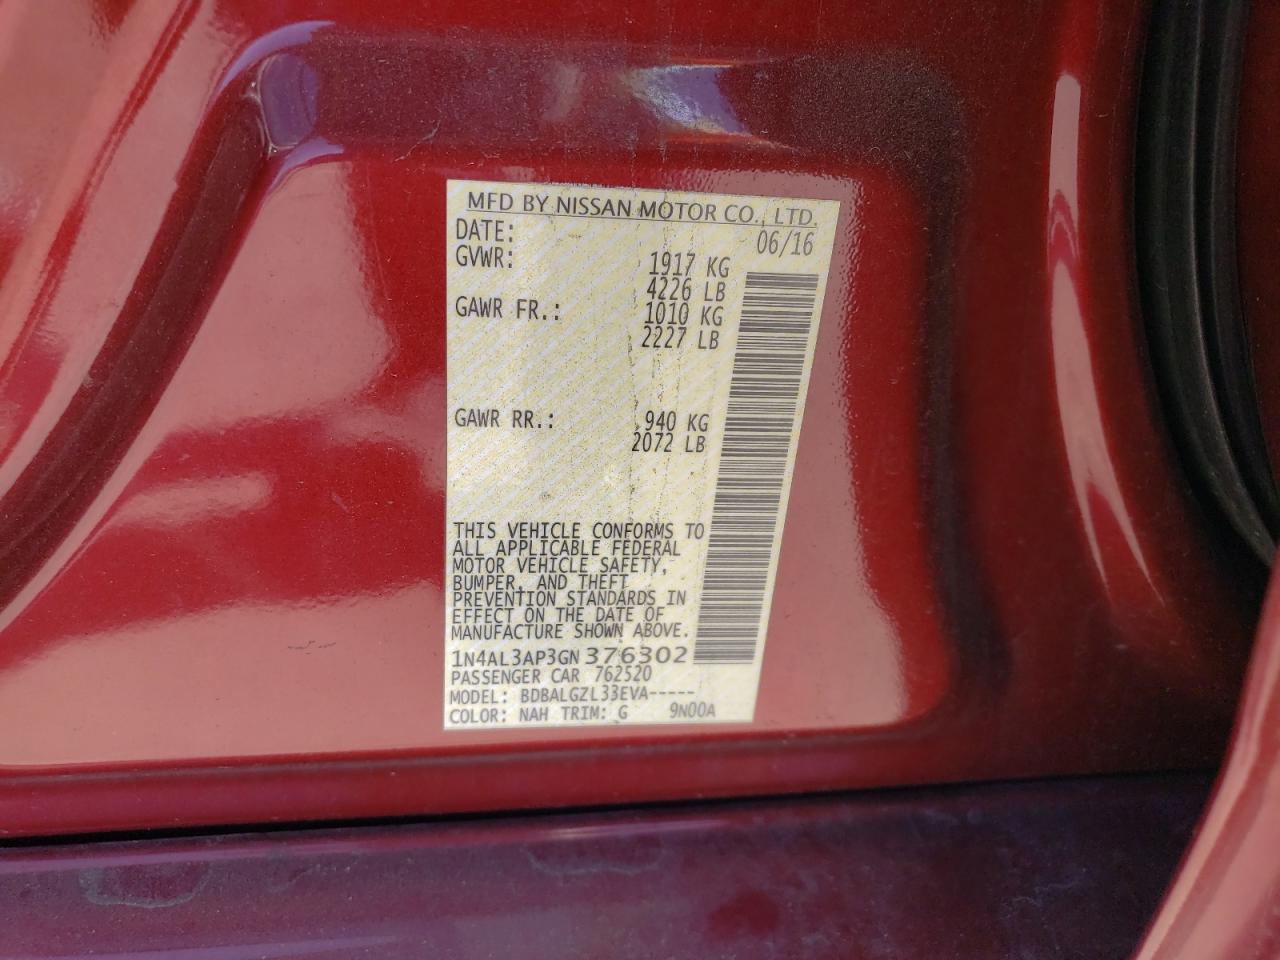 MFD BY NISSAN MOTOR CO., LTD.
DATE: 06/16
GVWR: 1917 KG
4226 LB
GAWR FR.: 1010 KG
2227 LB
GAWR RR.: 940 KG
2072 LB
THIS VEHICLE CONFORMS TO
ALL APPLICABLE FEDERAL
MOTOR VEHICLE SAFETY,
BUMPER, AND THEFT
PREVENTION STANDARDS IN
EFFECT ON THE DATE OF
MANUFACTURE SHOWN ABOVE.
1N4AL3AP3GN376302
PASSENGER CAR 762520
MODEL: BDBALGZL33EVA-----
COLOR: NAH TRIM: G 9N00A